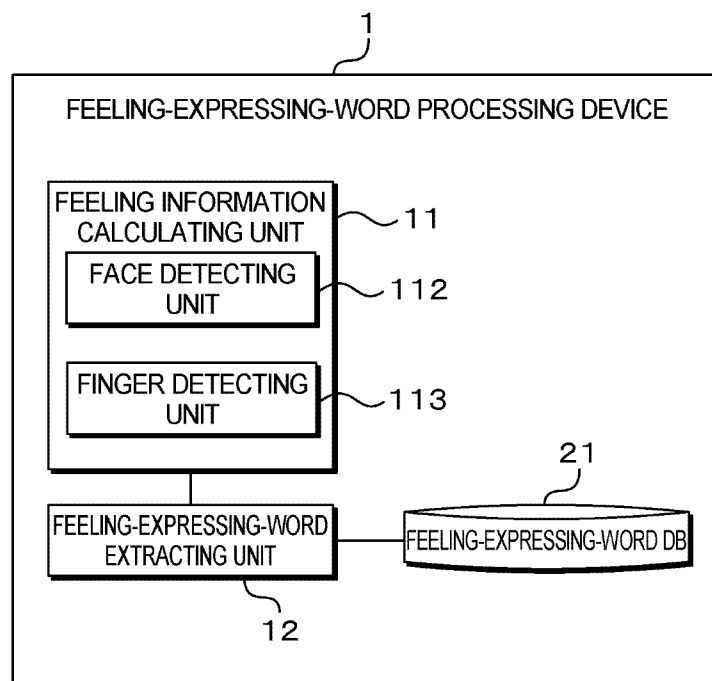 1
FEELING-EXPRESSING-WORD PROCESSING DEVICE
FEELING INFORMATION
CALCULATING UNIT
11
FACE DETECTING
UNIT
112
FINGER DETECTING
UNIT
113
21
FEELING-EXPRESSING-WORD
EXTRACTING UNIT
FEELING-EXPRESSING-WORD DB
12